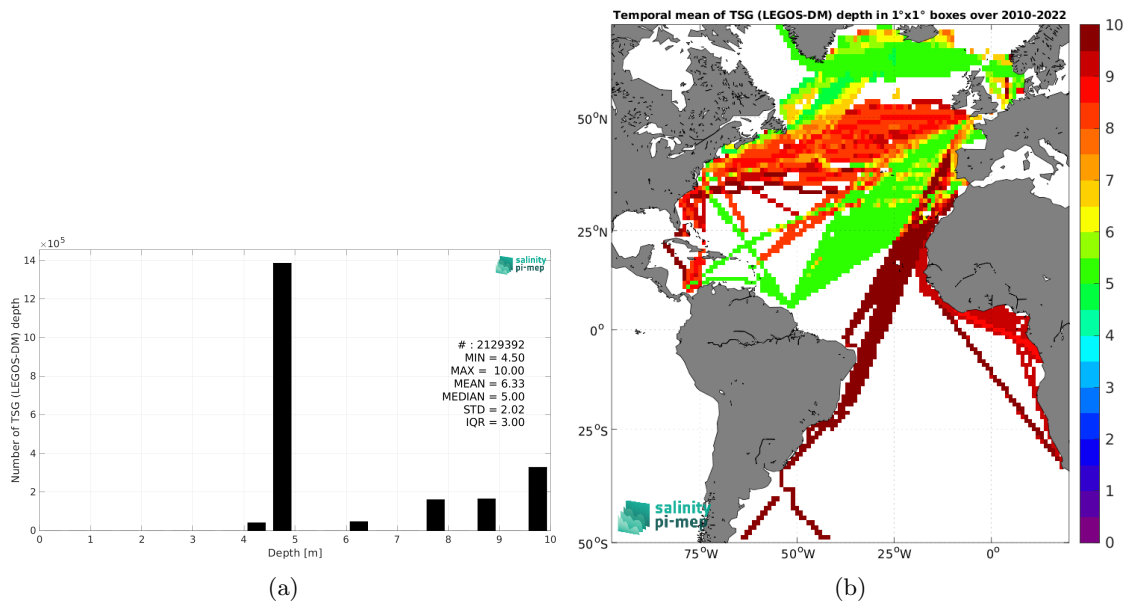 ×10⁵
14
12
10
8
6
4
2
0
Number of TSG (LEGOS-DM) depth
salinity
pi-mep
# : 2129392
MIN = 4.50
MAX = 10.00
MEAN = 6.33
MEDIAN = 5.00
STD = 2.02
IQR = 3.00
0 1 2 3 4 5 6 7 8 9 10
Depth [m]
(a)
Temporal mean of TSG (LEGOS-DM) depth in 1°x1° boxes over 2010-2022
50°N
25°N
0°
25°S
50°S
75°W 50°W 25°W 0°
salinity
pi-mep
10
9
8
7
6
5
4
3
2
1
0
(b)